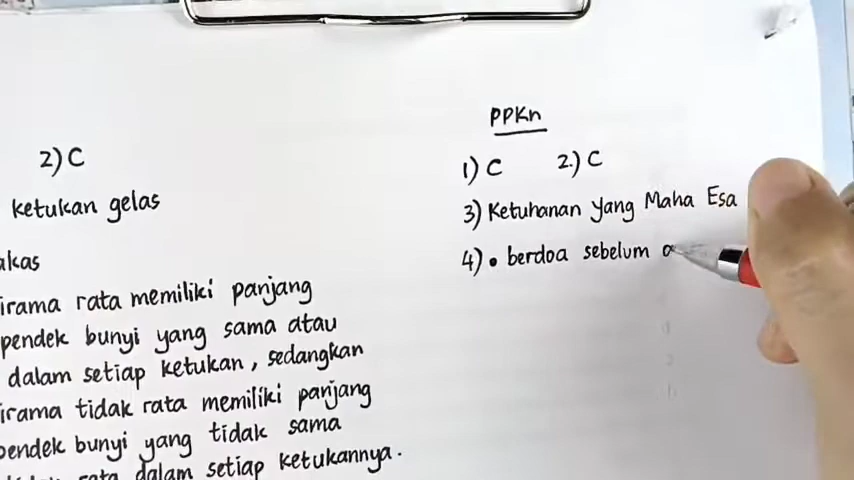 2) C
ketukan gelas
akas
irama rata memiliki panjang
pendek bunyi yang sama atau
dalam setiap ketukan, sedangkan
irama tidak rata memiliki panjang
pendek bunyi yang tidak sama
rata dalam setiap ketukannya.
PPKn
1) C 2.) C
3) Ketuhanan Yang Maha Esa
4) • berdoa sebelum